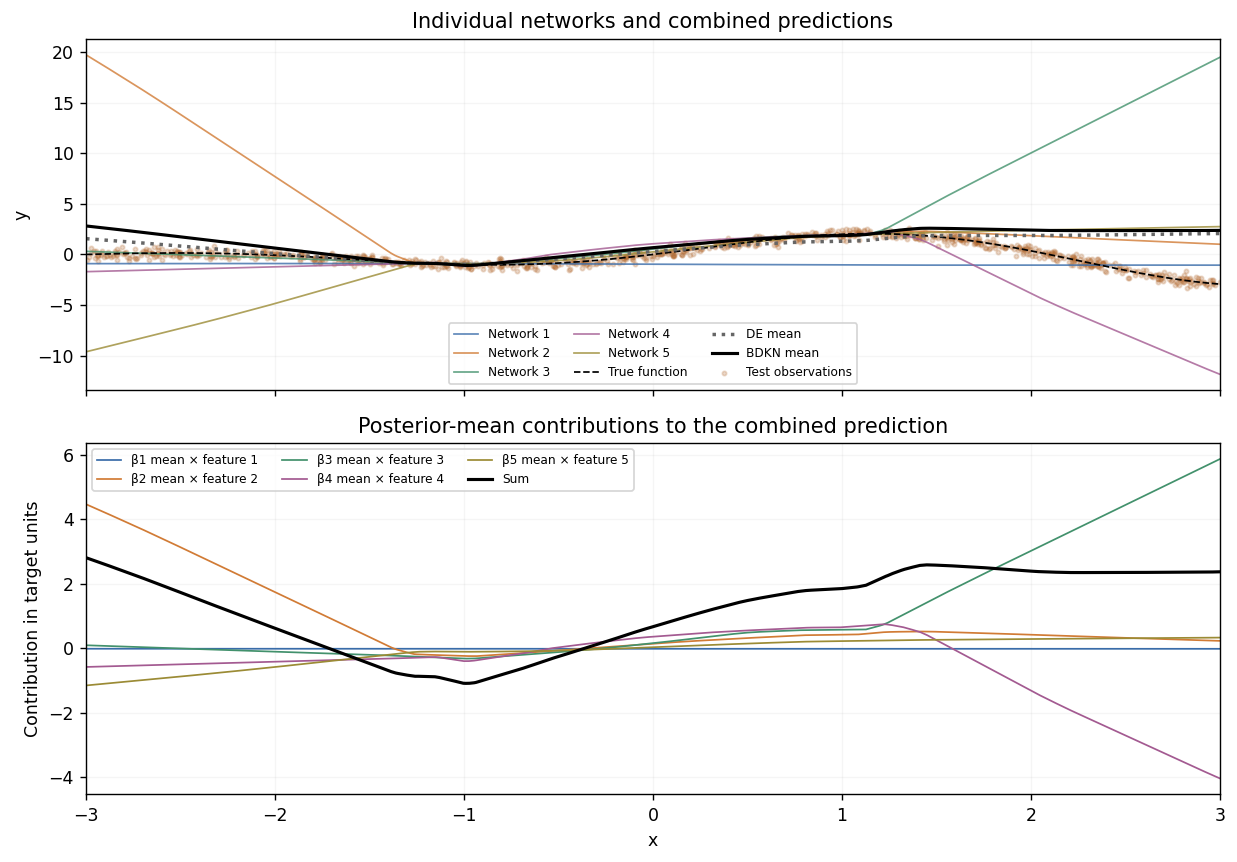 Individual networks and combined predictions
20
15
10
5
0
−5
−10
y
Network 1
Network 2
Network 3
Network 4
Network 5
True function
DE mean
BDKN mean
Test observations
Posterior-mean contributions to the combined prediction
6
4
2
0
−2
−4
Contribution in target units
β1 mean × feature 1
β2 mean × feature 2
β3 mean × feature 3
β4 mean × feature 4
β5 mean × feature 5
Sum
−3 −2 −1 0 1 2 3
x